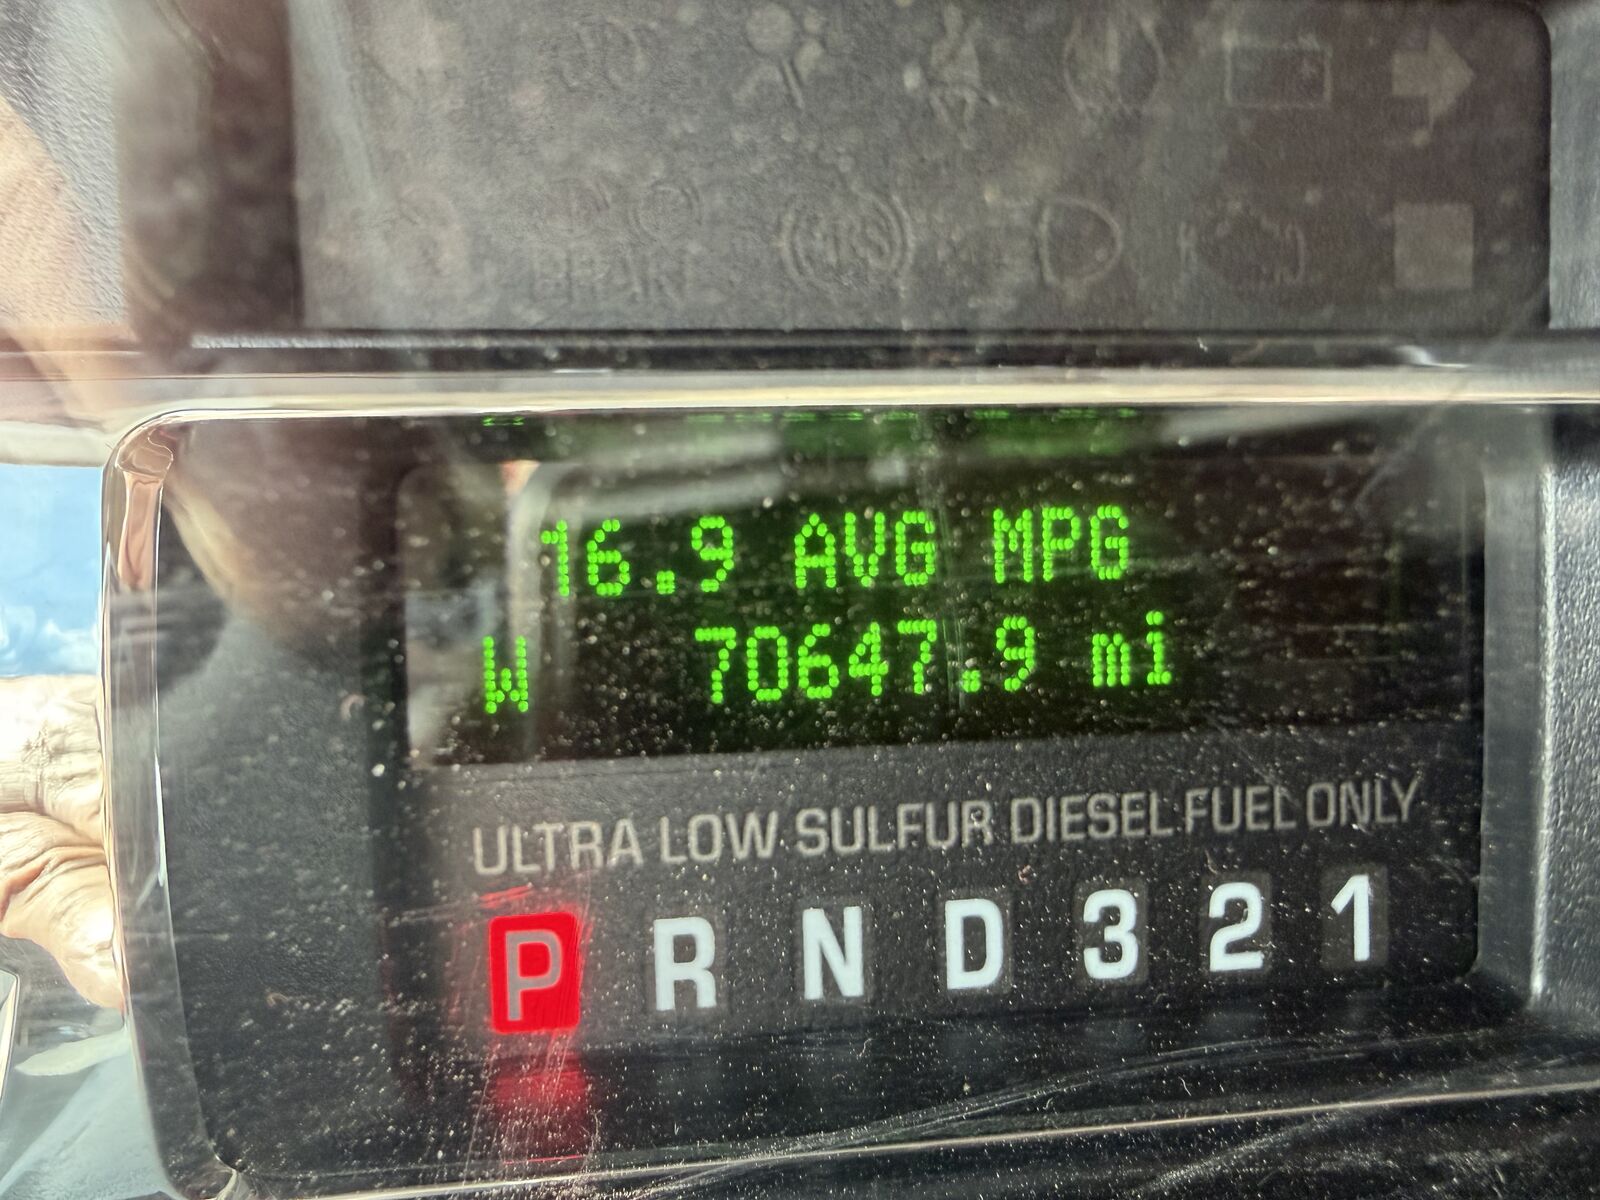 16.9 AVG MPG
W 70647.9 mi
ULTRA LOW SULFUR DIESEL FUEL ONLY
P R N D 3 2 1